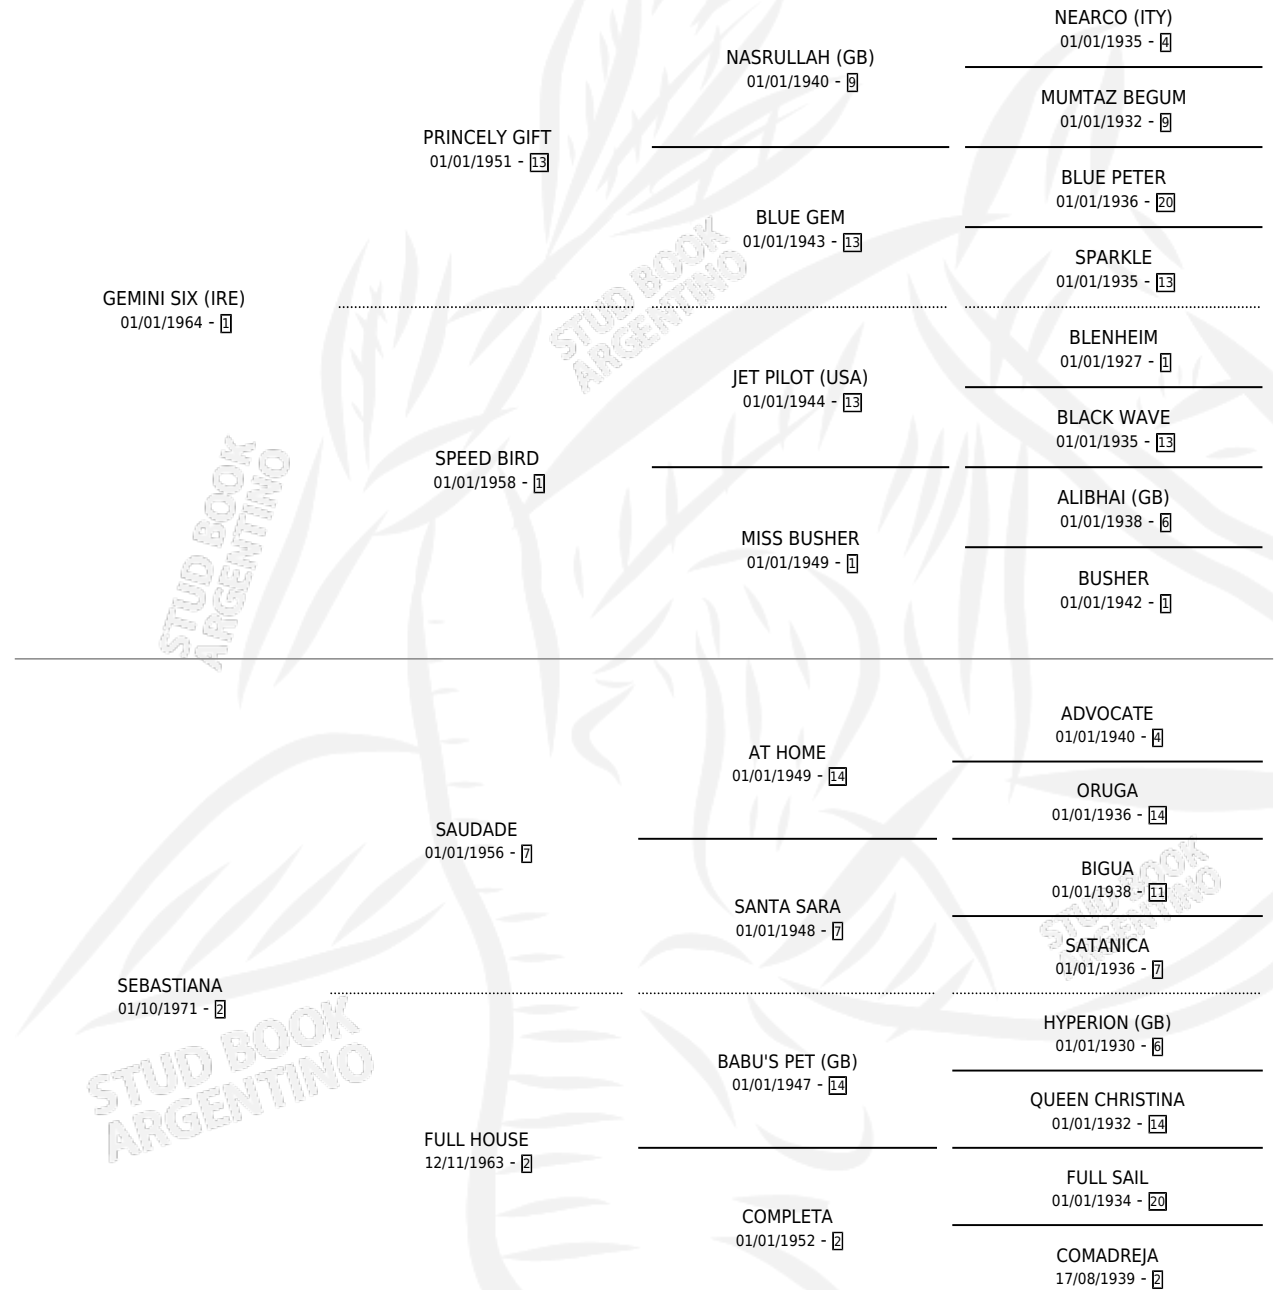 GEMINI SIX (IRE)
01/01/1964 - 1
PRINCELY GIFT
01/01/1951 - 13
SPEED BIRD
01/01/1958 - 1
NASRULLAH (GB)
01/01/1940 - 9
BLUE GEM
01/01/1943 - 13
JET PILOT (USA)
01/01/1944 - 13
MISS BUSHER
01/01/1949 - 1
NEARCO (ITY)
01/01/1935 - 4
MUMTAZ BEGUM
01/01/1932 - 9
BLUE PETER
01/01/1936 - 20
SPARKLE
01/01/1935 - 13
BLENHEIM
01/01/1927 - 1
BLACK WAVE
01/01/1935 - 13
ALIBHAI (GB)
01/01/1938 - 6
BUSHER
01/01/1942 - 1
SEBASTIANA
01/10/1971 - 2
SAUDADE
01/01/1956 - 7
FULL HOUSE
12/11/1963 - 2
AT HOME
01/01/1949 - 14
SANTA SARA
01/01/1948 - 7
BABU'S PET (GB)
01/01/1947 - 14
COMPLETA
01/01/1952 - 2
ADVOCATE
01/01/1940 - 4
ORUGA
01/01/1936 - 14
BIGUA
01/01/1938 - 11
SATANICA
01/01/1936 - 7
HYPERION (GB)
01/01/1930 - 6
QUEEN CHRISTINA
01/01/1932 - 14
FULL SAIL
01/01/1934 - 20
COMADREJA
17/08/1939 - 2
STUD BOOK
ARGENTINO
STUD BOOK
ARGENTINO
STUD BOOK
ARGENTINO
STUD BOOK
ARGENTINO